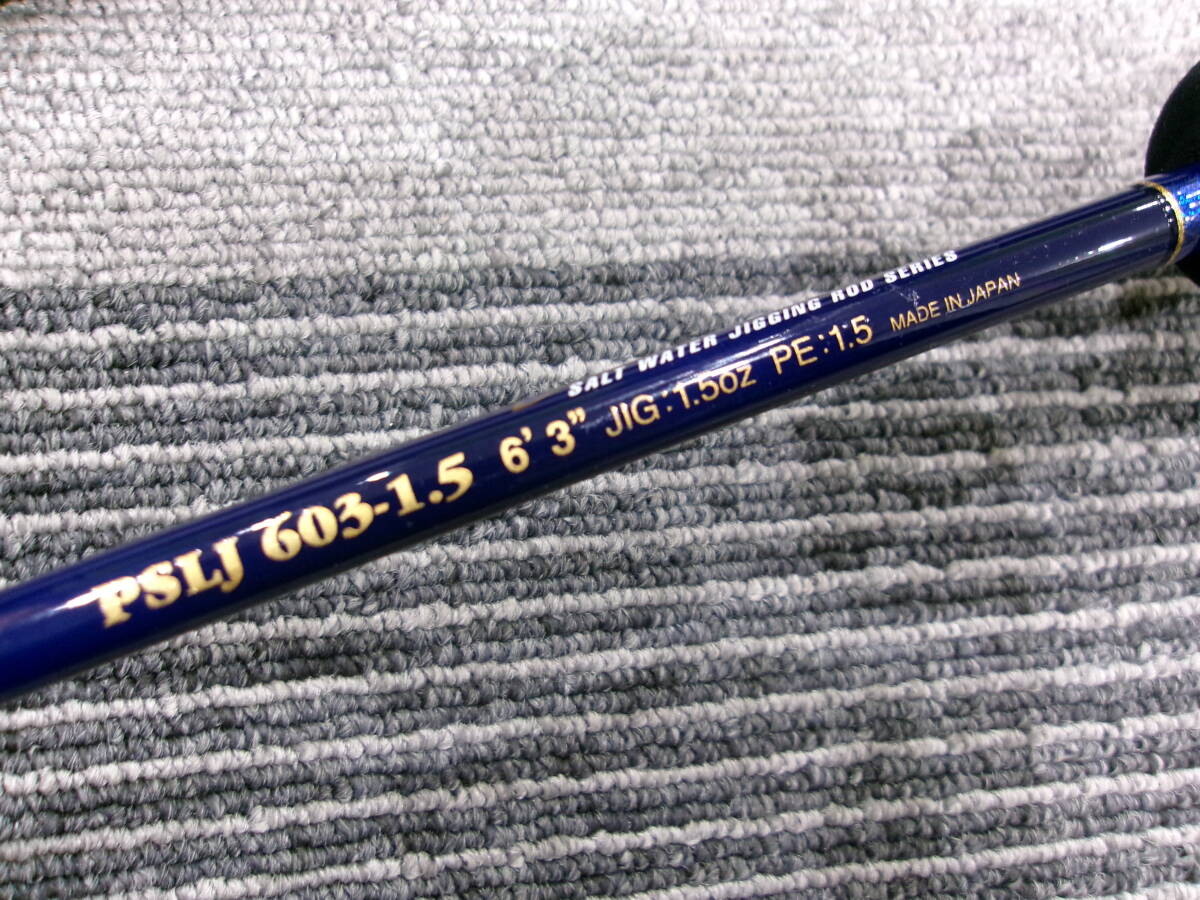 SALT WATER JIGGING ROD SERIES
PSLJ 603-1.5 6' 3" JIG:1.5oz PE:1.5 MADE IN JAPAN